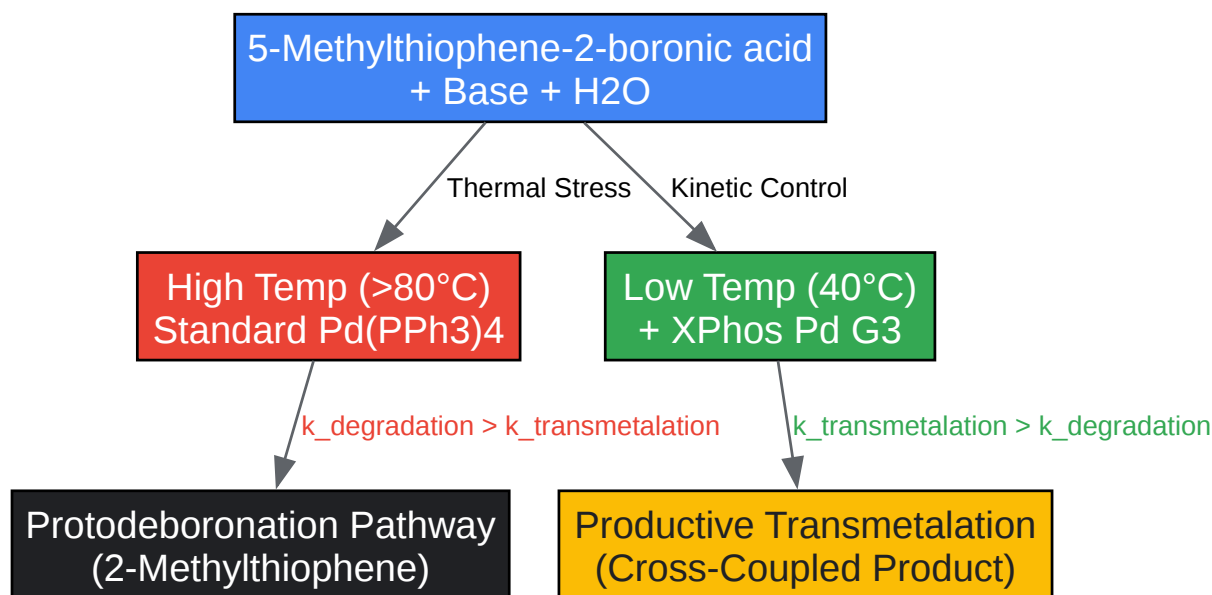 5-Methylthiophene-2-boronic acid
+ Base + H2O
Thermal Stress
Kinetic Control
High Temp (>80°C)
Standard Pd(PPh3)4
Low Temp (40°C)
+ XPhos Pd G3
k_degradation > k_transmetalation
k_transmetalation > k_degradation
Protodeboronation Pathway
(2-Methylthiophene)
Productive Transmetalation
(Cross-Coupled Product)